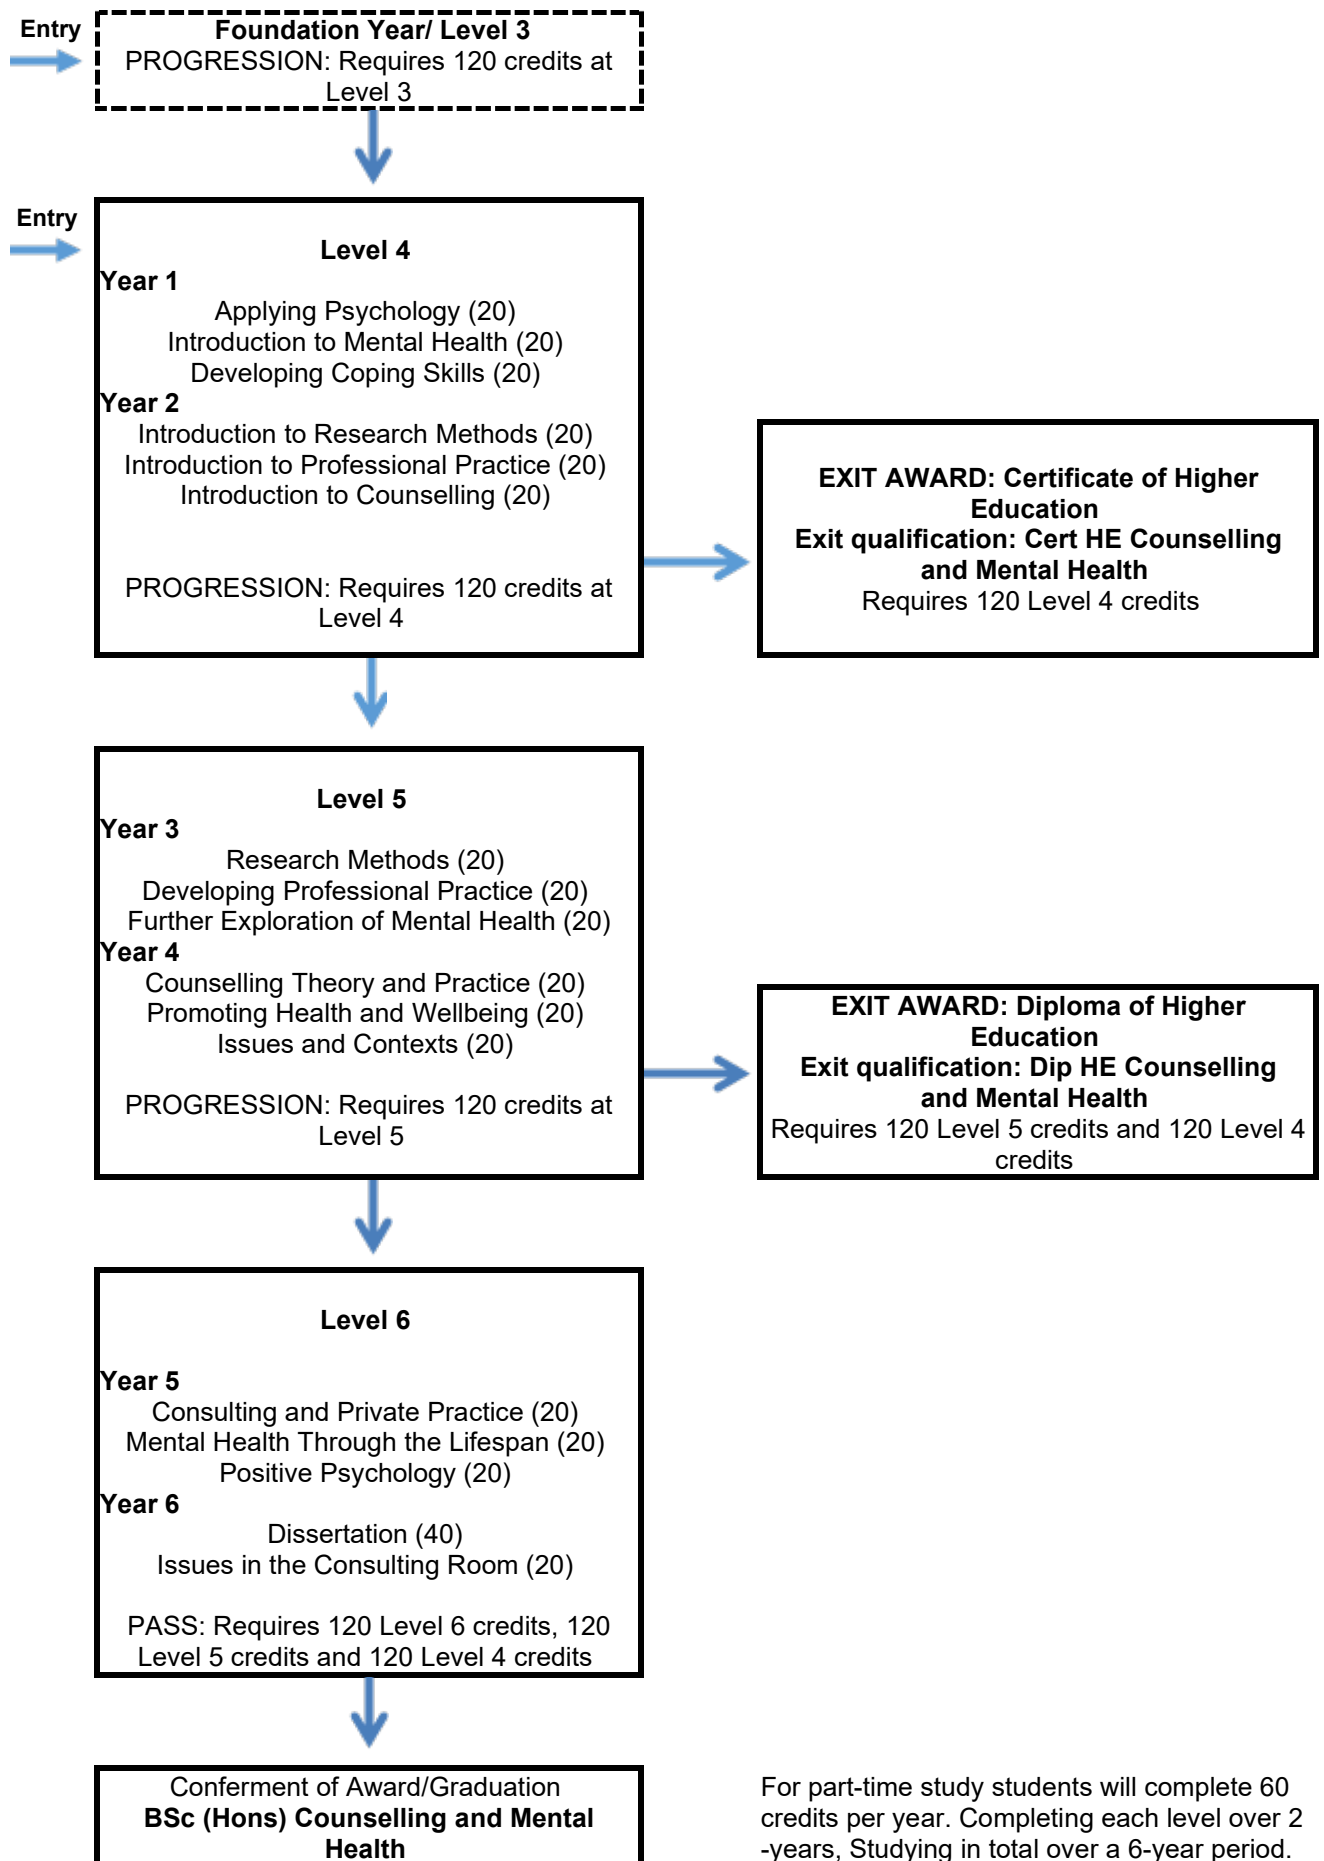 Entry
Foundation Year/ Level 3
PROGRESSION: Requires 120 credits at
Level 3
Entry
Level 4
Year 1
Applying Psychology (20)
Introduction to Mental Health (20)
Developing Coping Skills (20)
Year 2
Introduction to Research Methods (20)
Introduction to Professional Practice (20)
Introduction to Counselling (20)
PROGRESSION: Requires 120 credits at
Level 4
EXIT AWARD: Certificate of Higher
Education
Exit qualification: Cert HE Counselling
and Mental Health
Requires 120 Level 4 credits
Level 5
Year 3
Research Methods (20)
Developing Professional Practice (20)
Further Exploration of Mental Health (20)
Year 4
Counselling Theory and Practice (20)
Promoting Health and Wellbeing (20)
Issues and Contexts (20)
PROGRESSION: Requires 120 credits at
Level 5
EXIT AWARD: Diploma of Higher
Education
Exit qualification: Dip HE Counselling
and Mental Health
Requires 120 Level 5 credits and 120 Level 4
credits
Level 6
Year 5
Consulting and Private Practice (20)
Mental Health Through the Lifespan (20)
Positive Psychology (20)
Year 6
Dissertation (40)
Issues in the Consulting Room (20)
PASS: Requires 120 Level 6 credits, 120
Level 5 credits and 120 Level 4 credits
Conferment of Award/Graduation
BSc (Hons) Counselling and Mental
Health
For part-time study students will complete 60
credits per year. Completing each level over 2
-years, Studying in total over a 6-year period.